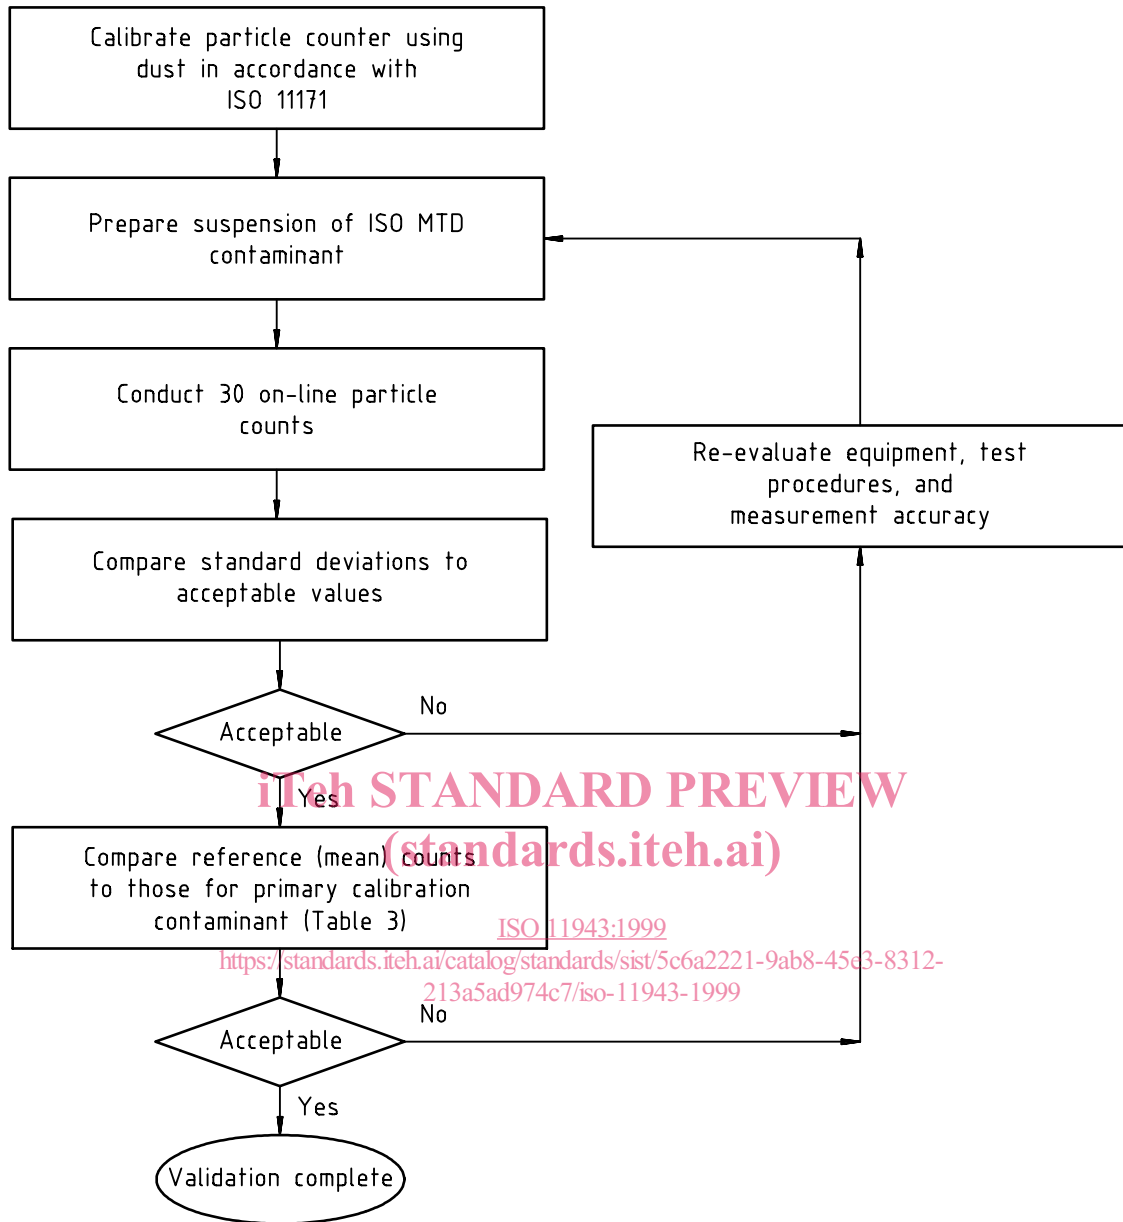 Calibrate particle counter using
dust in accordance with
ISO 11171
Prepare suspension of ISO MTD
contaminant
Conduct 30 on-line particle
counts
Re-evaluate equipment, test
procedures, and
measurement accuracy
Compare standard deviations to
acceptable values
No
Acceptable
iTeh STANDARD PREVIEW
Yes
(standards.iteh.ai)
Compare reference (mean) counts
to those for primary calibration
contaminant (Table 3)
ISO 11943:1999
https://standards.iteh.ai/catalog/standards/sist/5c6a2221-9ab8-45e3-8312-
213a5ad974c7/iso-11943-1999
No
Acceptable
Yes
Validation complete